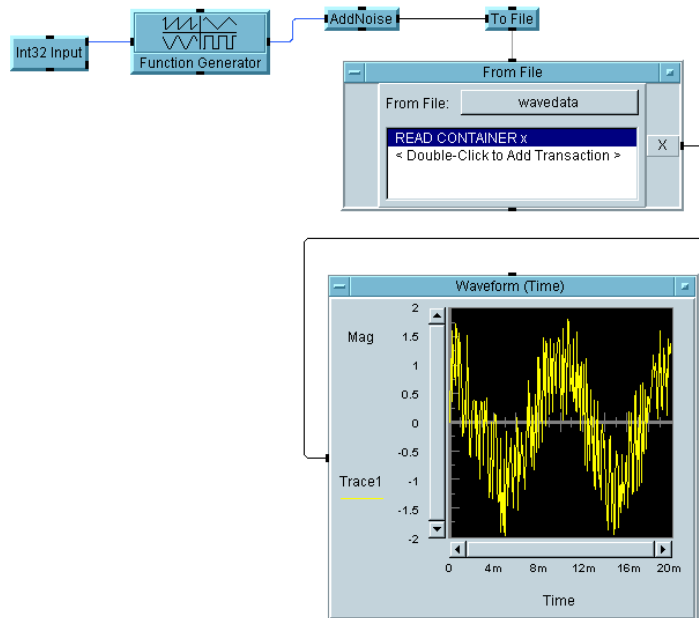 AddNoise
To File
Int32 Input
Function Generator
From File
From File:
wavedata
READ CONTAINER x
< Double-Click to Add Transaction >
X
Waveform (Time)
Mag
Trace1
2
1.5
1
0.5
0
-0.5
-1
-1.5
-2
0 4m 8m 12m 16m 20m
Time